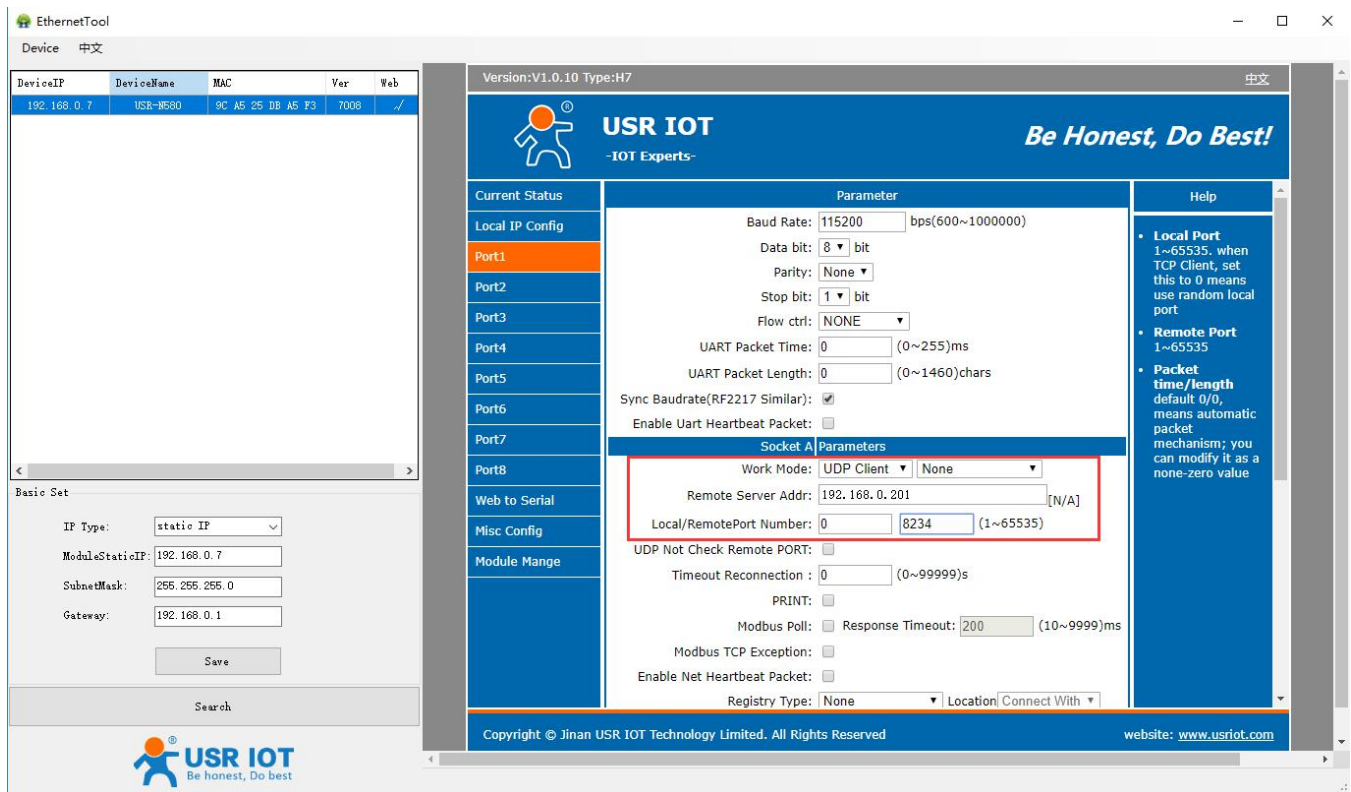 EthernetTool
Device 中文
DeviceIP DeviceName MAC Ver Web
192.168.0.7 USR-N580 9C A5 25 DB A5 F3 7008 √
Basic Set
IP Type: static IP
ModuleStaticIP: 192.168.0.7
SubnetMask: 255.255.255.0
Gateway: 192.168.0.1
Save
Search
®
USR IOT
Be honest, Do best
Version:V1.0.10 Type:H7 中文
®
USR IOT
-IOT Experts-
Be Honest, Do Best!
Current Status
Local IP Config
Port1
Port2
Port3
Port4
Port5
Port6
Port7
Port8
Web to Serial
Misc Config
Module Mange
Parameter
Baud Rate: 115200 bps(600~1000000)
Data bit: 8 bit
Parity: None
Stop bit: 1 bit
Flow ctrl: NONE
UART Packet Time: 0 (0~255)ms
UART Packet Length: 0 (0~1460)chars
Sync Baudrate(RF2217 Similar):
Enable Uart Heartbeat Packet:
Socket A Parameters
Work Mode: UDP Client None
Remote Server Addr: 192.168.0.201 [N/A]
Local/RemotePort Number: 0 8234 (1~65535)
UDP Not Check Remote PORT:
Timeout Reconnection : 0 (0~99999)s
PRINT:
Modbus Poll: Response Timeout: 200 (10~9999)ms
Modbus TCP Exception:
Enable Net Heartbeat Packet:
Registry Type: None Location Connect With
Help
• Local Port
1~65535. when
TCP Client, set
this to 0 means
use random local
port
• Remote Port
1~65535
• Packet
time/length
default 0/0,
means automatic
packet
mechanism; you
can modify it as a
none-zero value
Copyright © Jinan USR IOT Technology Limited. All Rights Reserved website: www.usriot.com